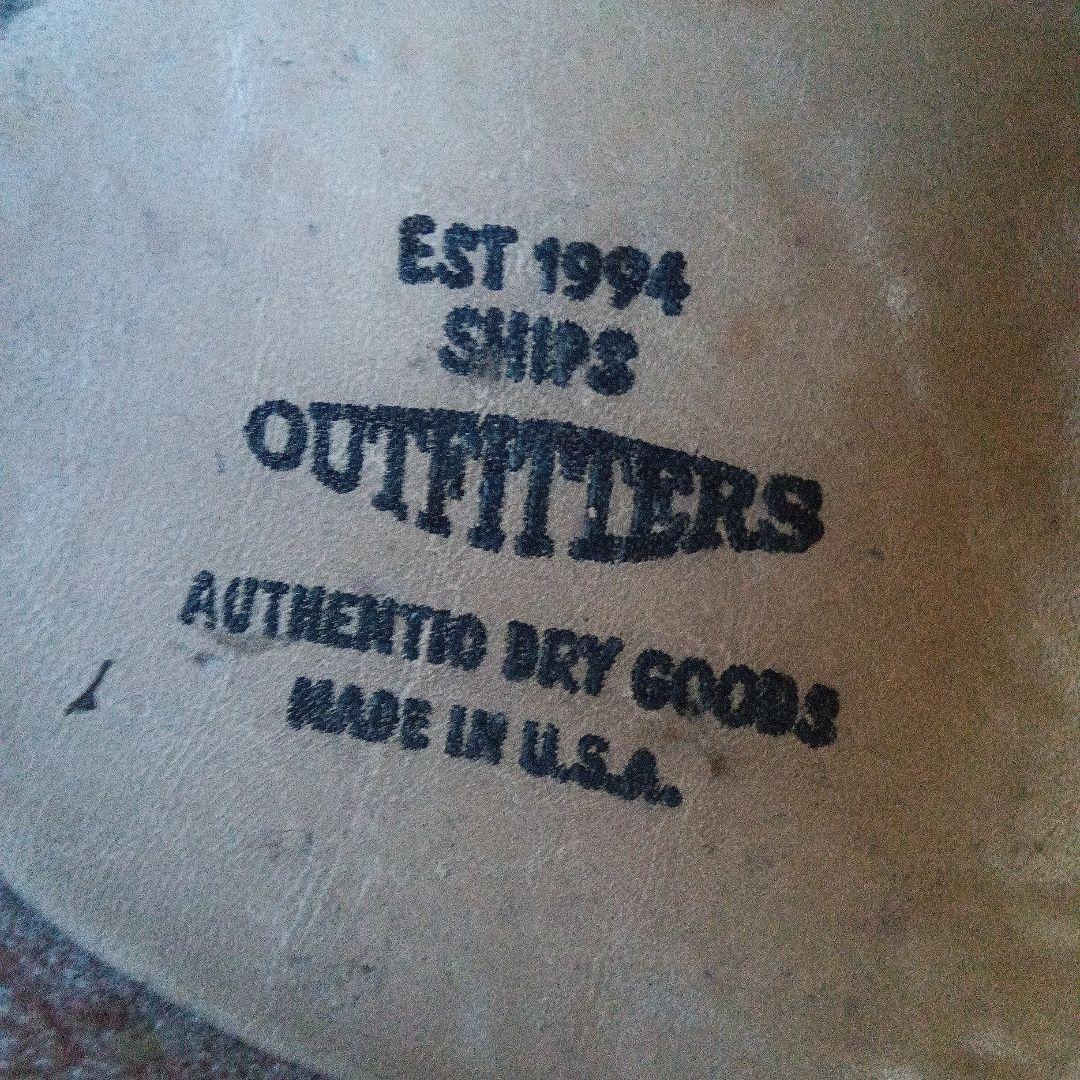 EST 1994
SHIPS
OUTFITTERS
AUTHENTIC DRY GOODS
MADE IN U.S.A.